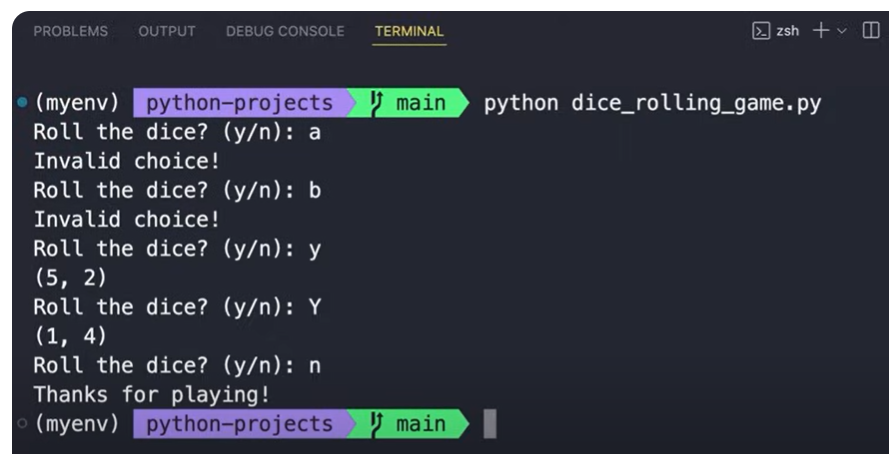 PROBLEMS OUTPUT DEBUG CONSOLE TERMINAL zsh
(myenv) python-projects main python dice_rolling_game.py
Roll the dice? (y/n): a
Invalid choice!
Roll the dice? (y/n): b
Invalid choice!
Roll the dice? (y/n): y
(5, 2)
Roll the dice? (y/n): Y
(1, 4)
Roll the dice? (y/n): n
Thanks for playing!
(myenv) python-projects main